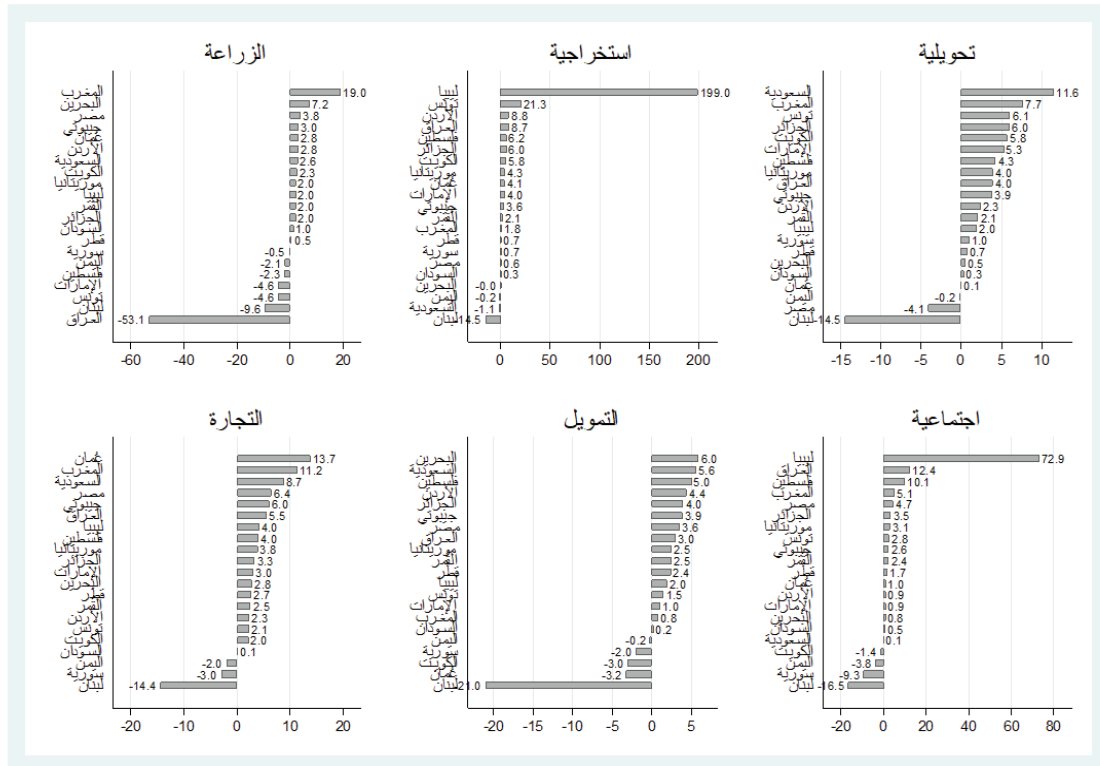 الزراعة
المغرب 19.0
البحرين 7.2
مصر 3.8
جيبوتي 3.0
عُمان 2.8
الأردن 2.8
السعودية 2.6
الكويت 2.3
موريتانيا 2.0
ليبيا 2.0
القمر 2.0
الجزائر 2.0
السودان 1.0
قطر 0.5
سورية -0.5
اليمن -2.1
فلسطين -2.3
الإمارات -4.6
تونس -4.6
لبنان -9.6
العراق -53.1
-60 -40 -20 0 20
استخراجية
ليبيا 199.0
تونس 21.3
الأردن 8.8
العراق 8.7
فلسطين 6.2
الجزائر 6.0
الكويت 5.8
موريتانيا 4.3
عُمان 4.1
الإمارات 4.0
جيبوتي 3.6
القمر 2.1
المغرب 1.8
قطر 0.7
سورية 0.7
مصر 0.6
السودان 0.3
البحرين -0.0
اليمن -0.2
السعودية -1.1
لبنان -14.5
0 50 100 150 200
تحويلية
السعودية 11.6
المغرب 7.7
تونس 6.1
الجزائر 6.0
الكويت 5.8
الإمارات 5.3
فلسطين 4.3
موريتانيا 4.0
العراق 4.0
جيبوتي 3.9
الأردن 2.3
القمر 2.1
ليبيا 2.0
سورية 1.0
قطر 0.7
البحرين 0.5
السودان 0.3
عُمان 0.1
اليمن -0.2
مصر -4.1
لبنان -14.5
-15 -10 -5 0 5 10
التجارة
عُمان 13.7
المغرب 11.2
السعودية 8.7
مصر 6.4
جيبوتي 6.0
العراق 5.5
ليبيا 4.0
فلسطين 4.0
موريتانيا 3.8
الجزائر 3.3
الإمارات 3.0
البحرين 2.8
قطر 2.7
القمر 2.5
الأردن 2.3
تونس 2.1
الكويت 2.0
السودان 0.1
اليمن -2.0
سورية -3.0
لبنان -14.4
-20 -10 0 10 20
التمويل
البحرين 6.0
السعودية 5.6
فلسطين 5.0
الأردن 4.4
الجزائر 4.0
جيبوتي 3.9
مصر 3.6
العراق 3.0
موريتانيا 2.5
القمر 2.5
قطر 2.4
ليبيا 2.0
تونس 1.5
الإمارات 1.0
المغرب 0.8
السودان 0.2
اليمن -0.2
سورية -2.0
الكويت -3.0
عُمان -3.2
لبنان -21.0
-20 -15 -10 -5 0 5
اجتماعية
ليبيا 72.9
العراق 12.4
فلسطين 10.1
المغرب 5.1
مصر 4.7
الجزائر 3.5
موريتانيا 3.1
تونس 2.8
جيبوتي 2.6
القمر 2.4
قطر 1.7
عُمان 1.0
الأردن 0.9
الإمارات 0.9
البحرين 0.8
السودان 0.5
السعودية 0.1
الكويت -1.4
اليمن -3.8
سورية -9.3
لبنان -16.5
-20 0 20 40 60 80